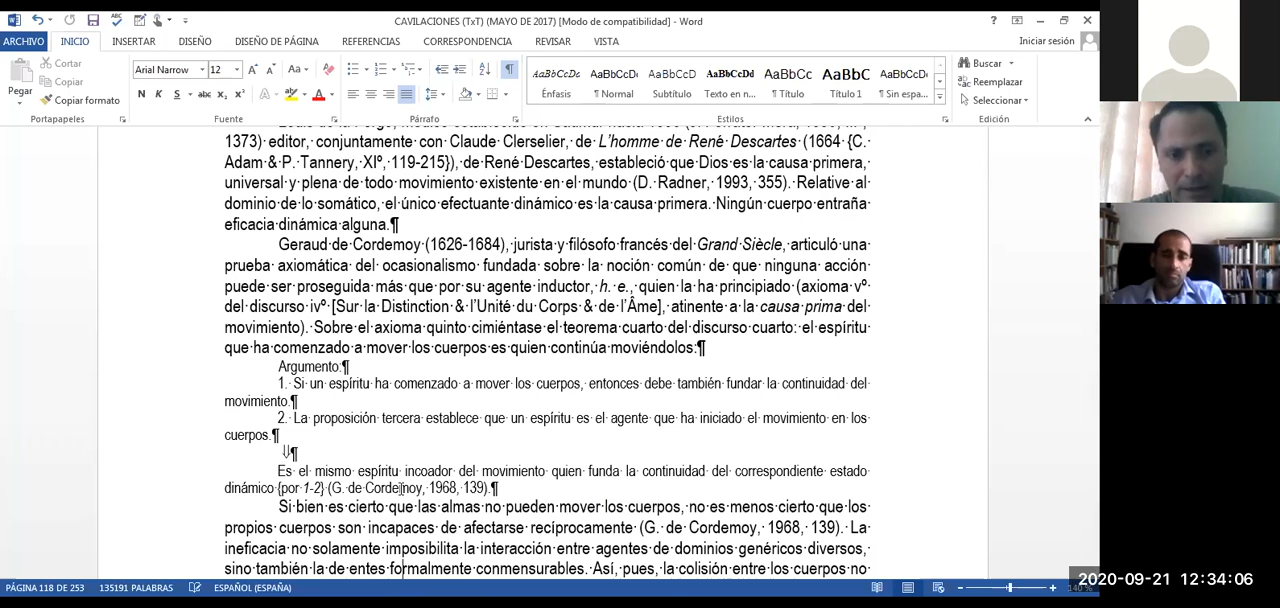 CAVILACIONES (TxT) (MAYO DE 2017) [Modo de compatibilidad] - Word
ARCHIVO INICIO INSERTAR DISEÑO DISEÑO DE PÁGINA REFERENCIAS CORRESPONDENCIA REVISAR VISTA Iniciar sesión
Pegar
Cortar
Copiar
Copiar formato
Portapapeles
Arial Narrow 12
N K S abc x₂ x²
Fuente
Párrafo
AaBbCcDc AaBbCcDc AaBbCcD AaBbCcDc AaBbCc AaBbC AaBbCcDc
Énfasis ¶ Normal Subtítulo Texto en n... ¶ Título Título 1 ¶ Sin espa...
Estilos
Buscar
Reemplazar
Seleccionar
Edición
1373) editor, conjuntamente con Claude Clerselier, de L'homme de René Descartes (1664 {C.
Adam & P. Tannery, XIº, 119-215}), de René Descartes, estableció que Dios es la causa primera,
universal y plena de todo movimiento existente en el mundo (D. Radner, 1993, 355). Relative al
dominio de lo somático, el único efectuante dinámico es la causa primera. Ningún cuerpo entraña
eficacia dinámica alguna.¶
Geraud de Cordemoy (1626-1684), jurista y filósofo francés del Grand Siècle, articuló una
prueba axiomática del ocasionalismo fundada sobre la noción común de que ninguna acción
puede ser proseguida más que por su agente inductor, h. e., quien la ha principiado (axioma vº
del discurso ivº [Sur la Distinction & l'Unité du Corps & de l'Âme], atinente a la causa prima del
movimiento). Sobre el axioma quinto cimiéntase el teorema cuarto del discurso cuarto: el espíritu
que ha comenzado a mover los cuerpos es quien continúa moviéndolos:¶
Argumento:¶
1. Si un espíritu ha comenzado a mover los cuerpos, entonces debe también fundar la continuidad del
movimiento.¶
2. La proposición tercera establece que un espíritu es el agente que ha iniciado el movimiento en los
cuerpos.¶
⇓¶
Es el mismo espíritu incoador del movimiento quien funda la continuidad del correspondiente estado
dinámico {por 1-2} (G. de Cordemoy, 1968, 139).¶
Si bien es cierto que las almas no pueden mover los cuerpos, no es menos cierto que los
propios cuerpos son incapaces de afectarse recíprocamente (G. de Cordemoy, 1968, 139). La
ineficacia no solamente imposibilita la interacción entre agentes de dominios genéricos diversos,
sino también la de entes formalmente conmensurables. Así, pues, la colisión entre los cuerpos no
PÁGINA 118 DE 253 135191 PALABRAS ESPAÑOL (ESPAÑA) 140 %
2020-09-21 12:34:06